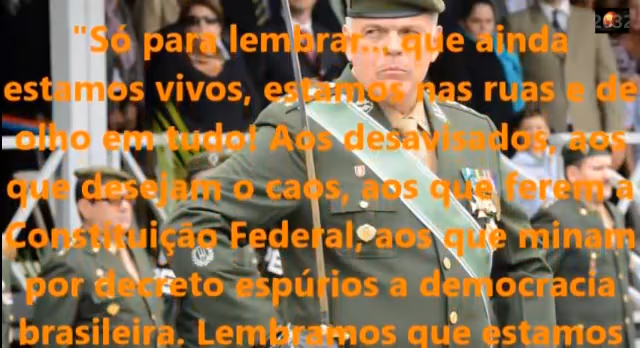 "Só para lembrar... que ainda
estamos vivos, estamos nas ruas e de
olho em tudo! Aos desavisados, aos
que desejam o caos, aos que ferem a
Constituição Federal, aos que minam
por decreto espúrios a democracia
brasileira. Lembramos que estamos